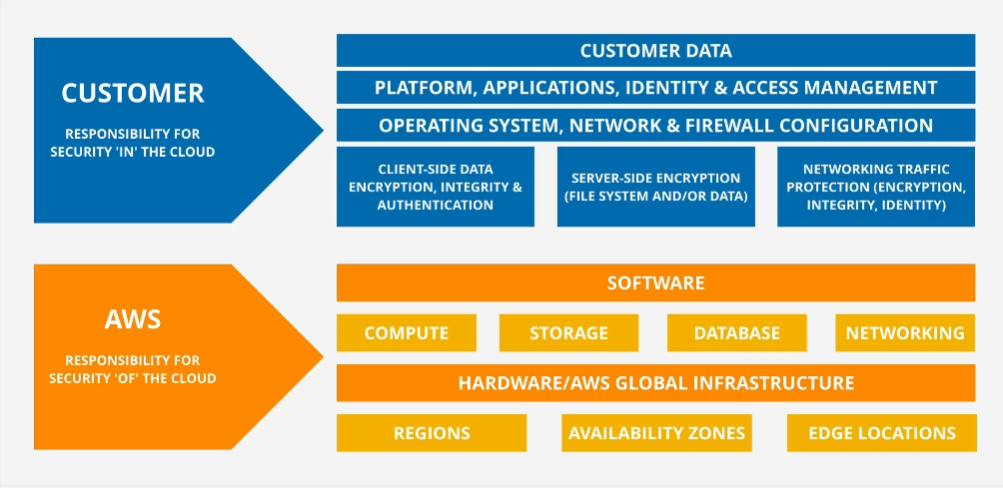 CUSTOMER
RESPONSIBILITY FOR
SECURITY 'IN' THE CLOUD
CUSTOMER DATA
PLATFORM, APPLICATIONS, IDENTITY & ACCESS MANAGEMENT
OPERATING SYSTEM, NETWORK & FIREWALL CONFIGURATION
CLIENT-SIDE DATA
ENCRYPTION, INTEGRITY &
AUTHENTICATION
SERVER-SIDE ENCRYPTION
(FILE SYSTEM AND/OR DATA)
NETWORKING TRAFFIC
PROTECTION (ENCRYPTION,
INTEGRITY, IDENTITY)
AWS
RESPONSIBILITY FOR
SECURITY 'OF' THE CLOUD
SOFTWARE
COMPUTE
STORAGE
DATABASE
NETWORKING
HARDWARE/AWS GLOBAL INFRASTRUCTURE
REGIONS
AVAILABILITY ZONES
EDGE LOCATIONS